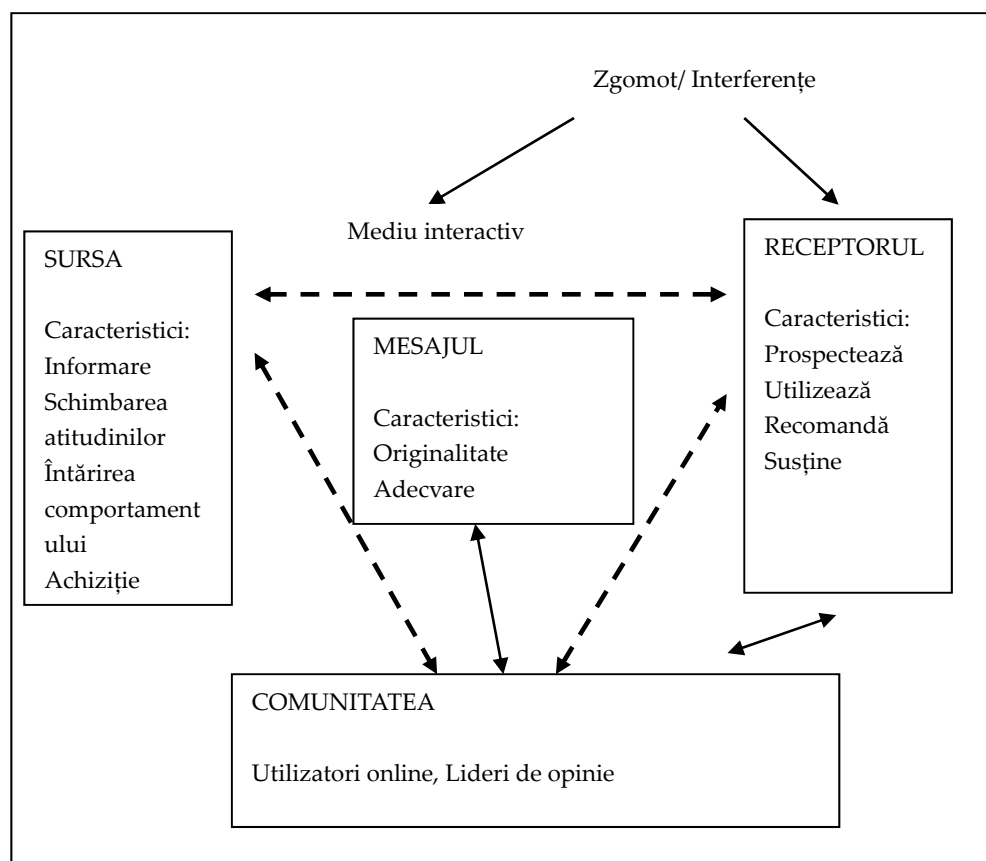 Zgomot/ Interferențe
Mediu interactiv
SURSA
Caracteristici:
Informare
Schimbarea
atitudinilor
Întărirea
comportament
ului
Achiziție
MESAJUL
Caracteristici:
Originalitate
Adecvare
RECEPTORUL
Caracteristici:
Prospectează
Utilizează
Recomandă
Susține
COMUNITATEA
Utilizatori online, Lideri de opinie